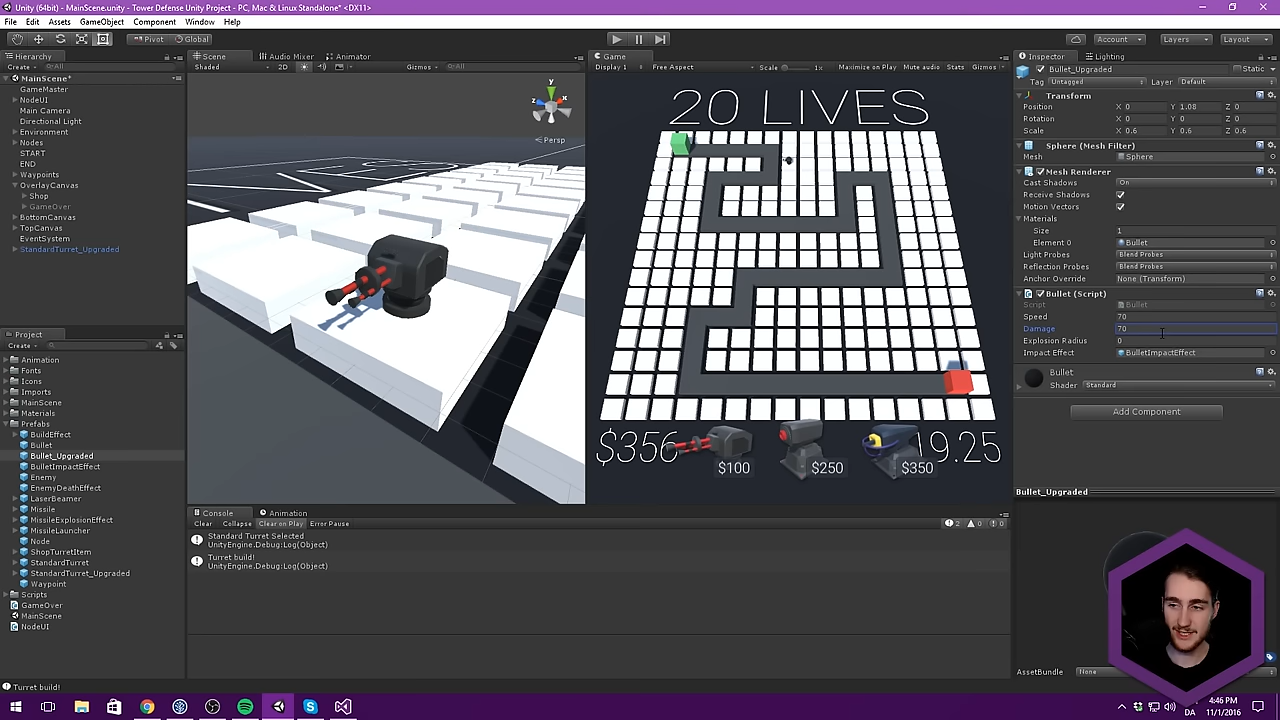 Unity (64bit) - MainScene.unity - Tower Defense Unity Project - PC, Mac & Linux Standalone* <DX11>
File Edit Assets GameObject Component Window Help
Pivot Global Account Layers Layout
Hierarchy
Create All
MainScene*
GameMaster
NodeUI
Main Camera
Directional Light
Environment
Nodes
START
END
Waypoints
OverlayCanvas
Shop
GameOver
BottomCanvas
TopCanvas
EventSystem
StandardTurret_Upgraded
Scene Audio Mixer Animator
Shaded 2D Gizmos All
y
x
z
Persp
Game
Display 1 Free Aspect Scale 1x Maximize on Play Mute audio Stats Gizmos
20 LIVES
$356 19.25
$100 $250 $350
Inspector Lighting
Bullet_Upgraded Static
Tag Untagged Layer Default
Transform
Position X 0 Y 1.08 Z 0
Rotation X 0 Y 0 Z 0
Scale X 0.6 Y 0.6 Z 0.6
Sphere (Mesh Filter)
Mesh Sphere
Mesh Renderer
Cast Shadows On
Receive Shadows
Motion Vectors
Materials
Size 1
Element 0 Bullet
Light Probes Blend Probes
Reflection Probes Blend Probes
Anchor Override None (Transform)
Bullet (Script)
Script Bullet
Speed 70
Damage 70
Explosion Radius 0
Impact Effect BulletImpactEffect
Bullet
Shader Standard
Add Component
Bullet_Upgraded
AssetBundle None
Project
Create
Animation
Fonts
Icons
Imports
MainScene
Materials
Prefabs
BuildEffect
Bullet
Bullet_Upgraded
BulletImpactEffect
Enemy
EnemyDeathEffect
LaserBeamer
Missile
MissileExplosionEffect
MissileLauncher
Node
ShopTurretItem
StandardTurret
StandardTurret_Upgraded
Waypoint
Scripts
GameOver
MainScene
NodeUI
Console Animation
Clear Collapse Clear on Play Error Pause 2 0 0
Standard Turret Selected
UnityEngine.Debug:Log(Object)
Turret build!
UnityEngine.Debug:Log(Object)
Turret build!
DA
4:46 PM
11/1/2016